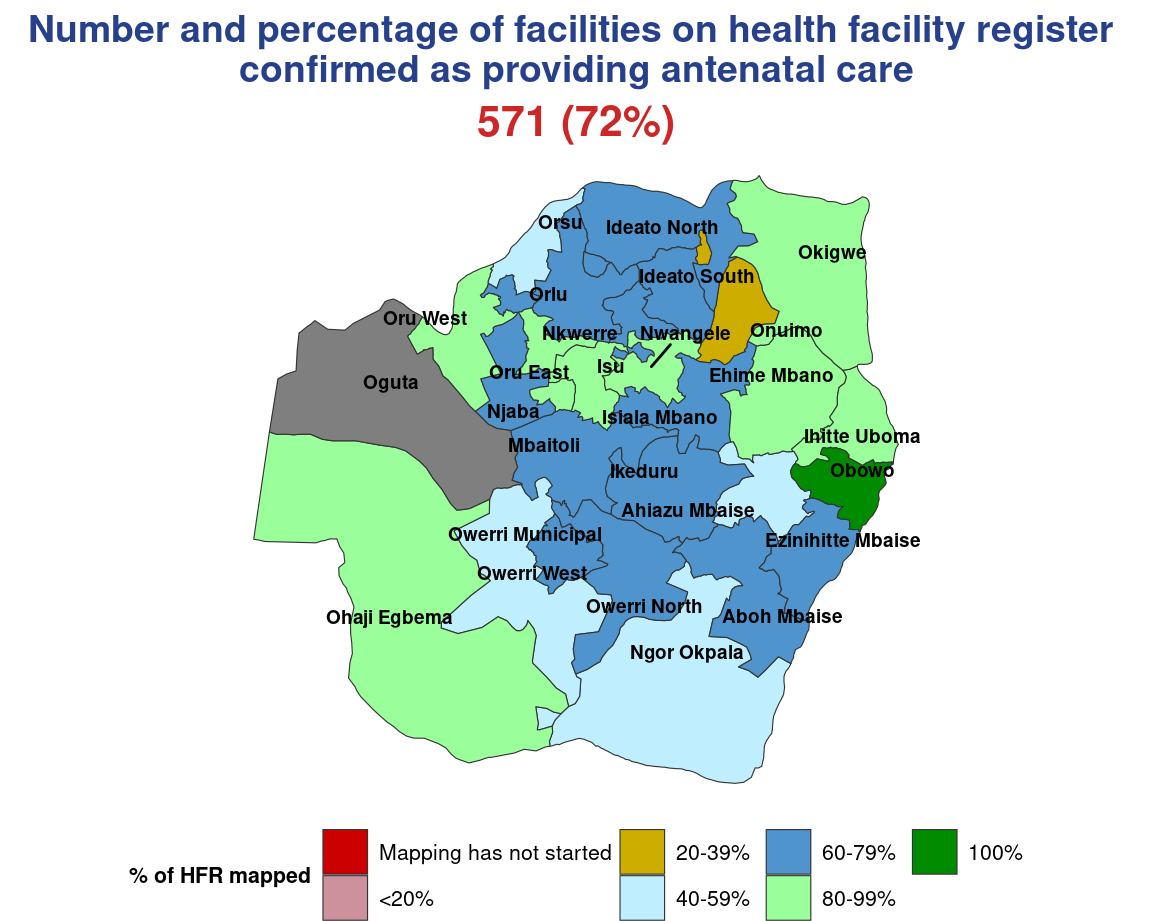 Number and percentage of facilities on health facility register
confirmed as providing antenatal care
571 (72%)
Orsu
Ideato North
Okigwe
Ideato South
Orlu
Oru West
Nkwerre
Nwangele
Onuimo
Isu
Oru East
Ehime Mbano
Oguta
Njaba
Isiala Mbano
Ihitte Uboma
Mbaitoli
Ikeduru
Obowo
Ahiazu Mbaise
Owerri Municipal
Ezinihitte Mbaise
Owerri West
Owerri North
Ohaji Egbema
Aboh Mbaise
Ngor Okpala
% of HFR mapped
Mapping has not started
<20%
20-39%
40-59%
60-79%
80-99%
100%